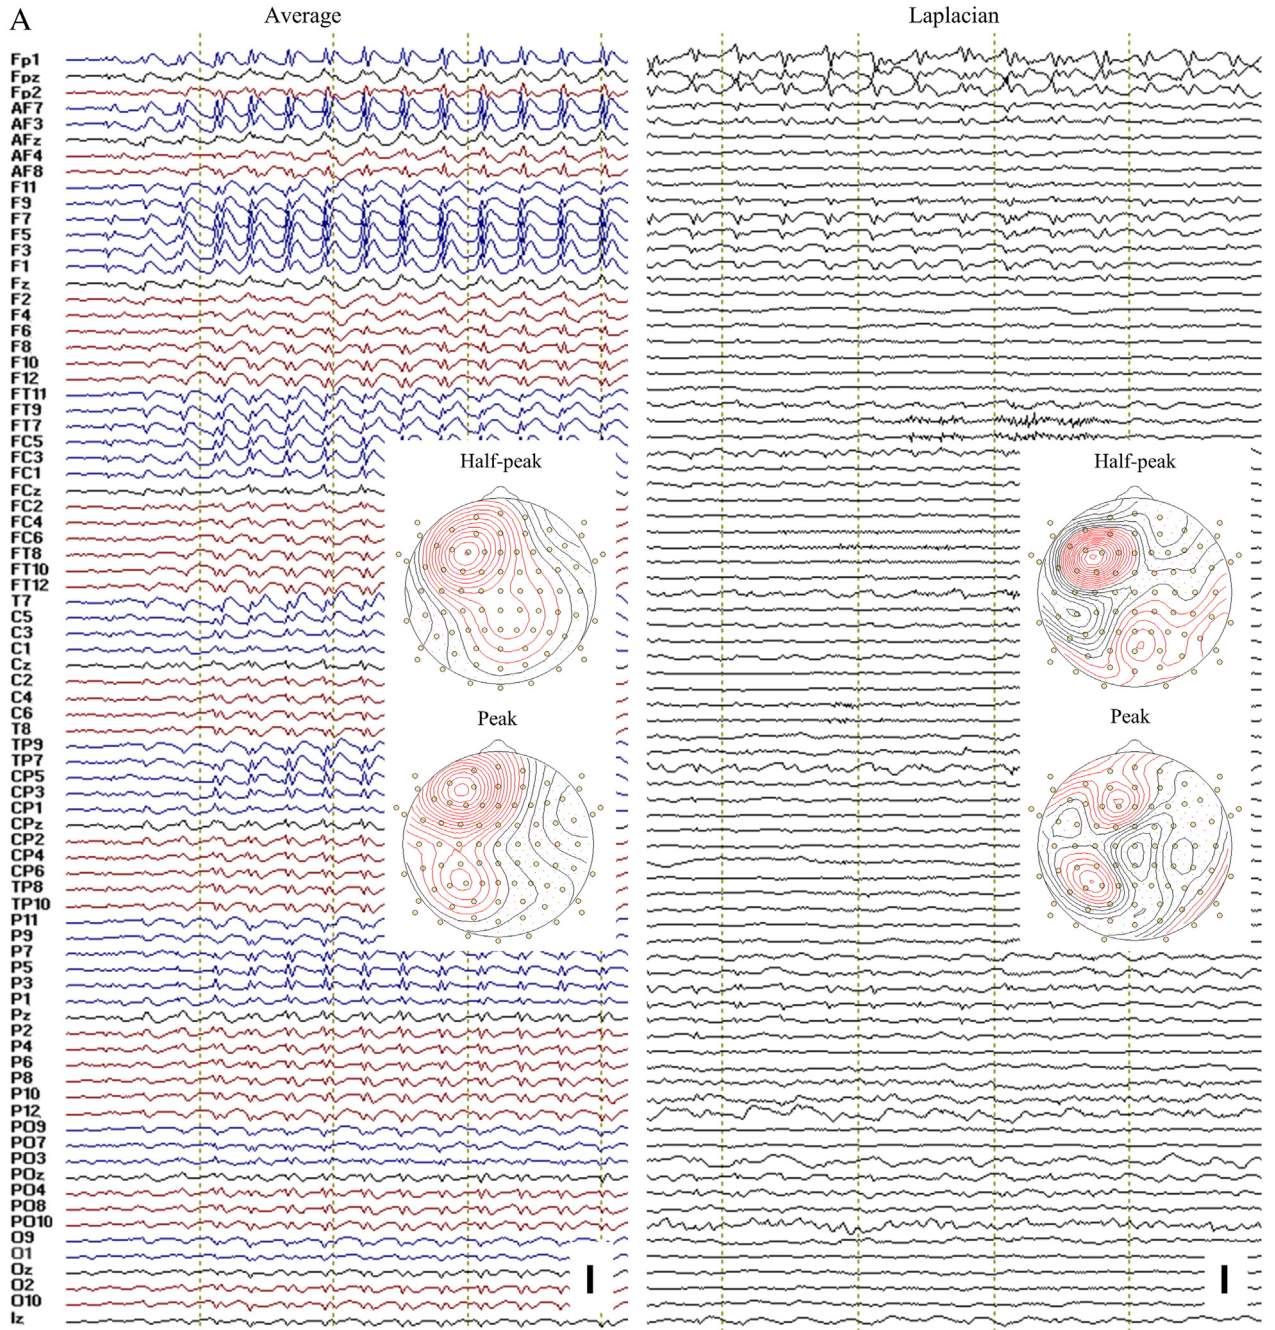 A
Average
Laplacian
Fp1
Fpz
Fp2
AF7
AF3
AFz
AF4
AF8
F11
F9
F7
F5
F3
F1
Fz
F2
F4
F6
F8
F10
F12
FT11
FT9
FT7
FC5
FC3
FC1
FCz
FC2
FC4
FC6
FT8
FT10
FT12
T7
C5
C3
C1
Cz
C2
C4
C6
T8
TP9
TP7
CP5
CP3
CP1
CPz
CP2
CP4
CP6
TP8
TP10
P11
P9
P7
P5
P3
P1
Pz
P2
P4
P6
P8
P10
P12
PO9
PO7
PO3
POz
PO4
PO8
PO10
O9
O1
Oz
O2
O10
Iz
Half-peak
Peak
Half-peak
Peak